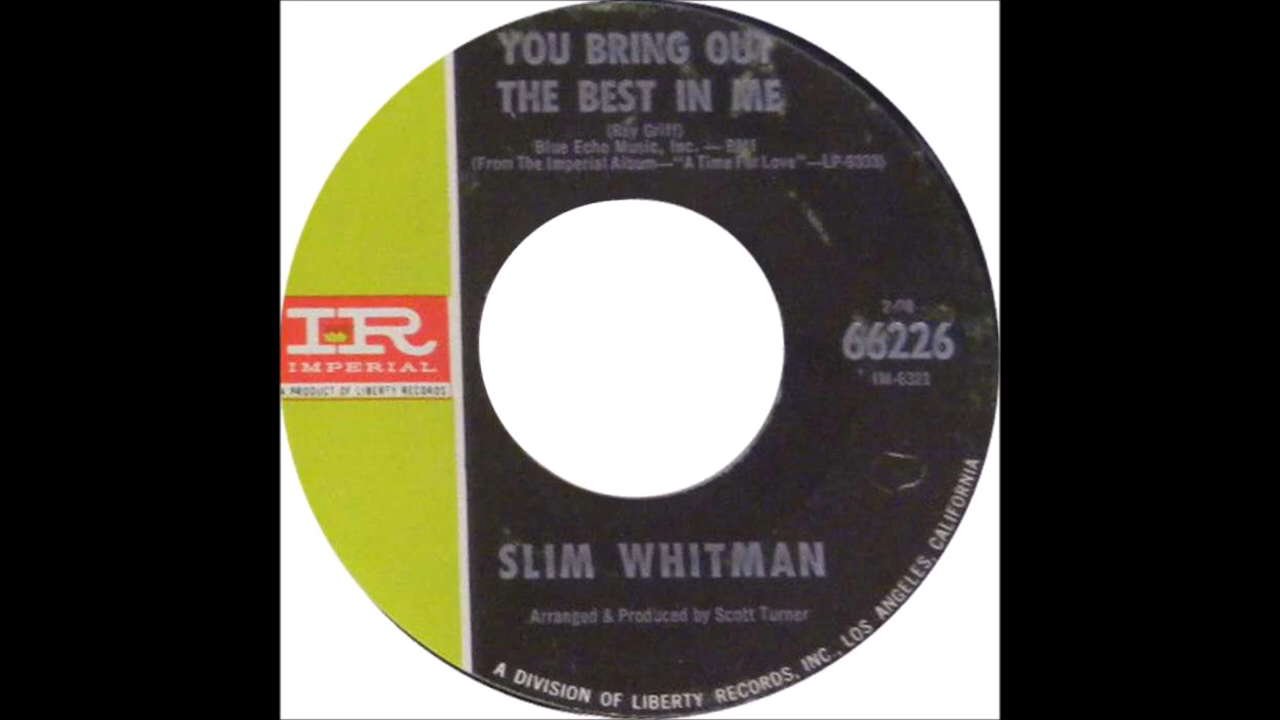 YOU BRING OUT
THE BEST IN ME
(Ray Griff)
Blue Echo Music, Inc. — BMI
(From The Imperial Album—"A Time For Love"—LP-9333)
IR
IMPERIAL
A PRODUCT OF LIBERTY RECORDS
66226
IM-6321
SLIM WHITMAN
Arranged & Produced by Scott Turner
A DIVISION OF LIBERTY RECORDS, INC., LOS ANGELES, CALIFORNIA